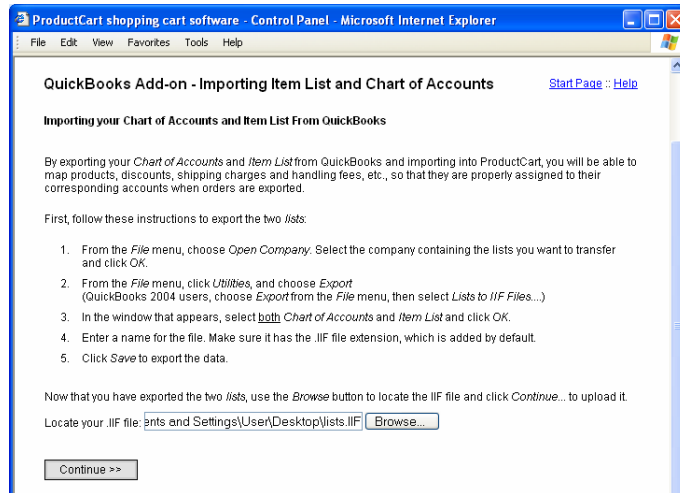 ProductCart shopping cart software - Control Panel - Microsoft Internet Explorer
File Edit View Favorites Tools Help
QuickBooks Add-on - Importing Item List and Chart of Accounts
Start Page :: Help
Importing your Chart of Accounts and Item List From QuickBooks
By exporting your Chart of Accounts and Item List from QuickBooks and importing into ProductCart, you will be able to
map products, discounts, shipping charges and handling fees, etc., so that they are properly assigned to their
corresponding accounts when orders are exported.
First, follow these instructions to export the two lists:
1. From the File menu, choose Open Company. Select the company containing the lists you want to transfer
and click OK.
2. From the File menu, click Utilities, and choose Export
(QuickBooks 2004 users, choose Export from the File menu, then select Lists to IIF Files....)
3. In the window that appears, select both Chart of Accounts and Item List and click OK.
4. Enter a name for the file. Make sure it has the .IIF file extension, which is added by default.
5. Click Save to export the data.
Now that you have exported the two lists, use the Browse button to locate the IIF file and click Continue... to upload it.
Locate your .IIF file: ents and Settings\User\Desktop\lists.IIF Browse...
Continue >>